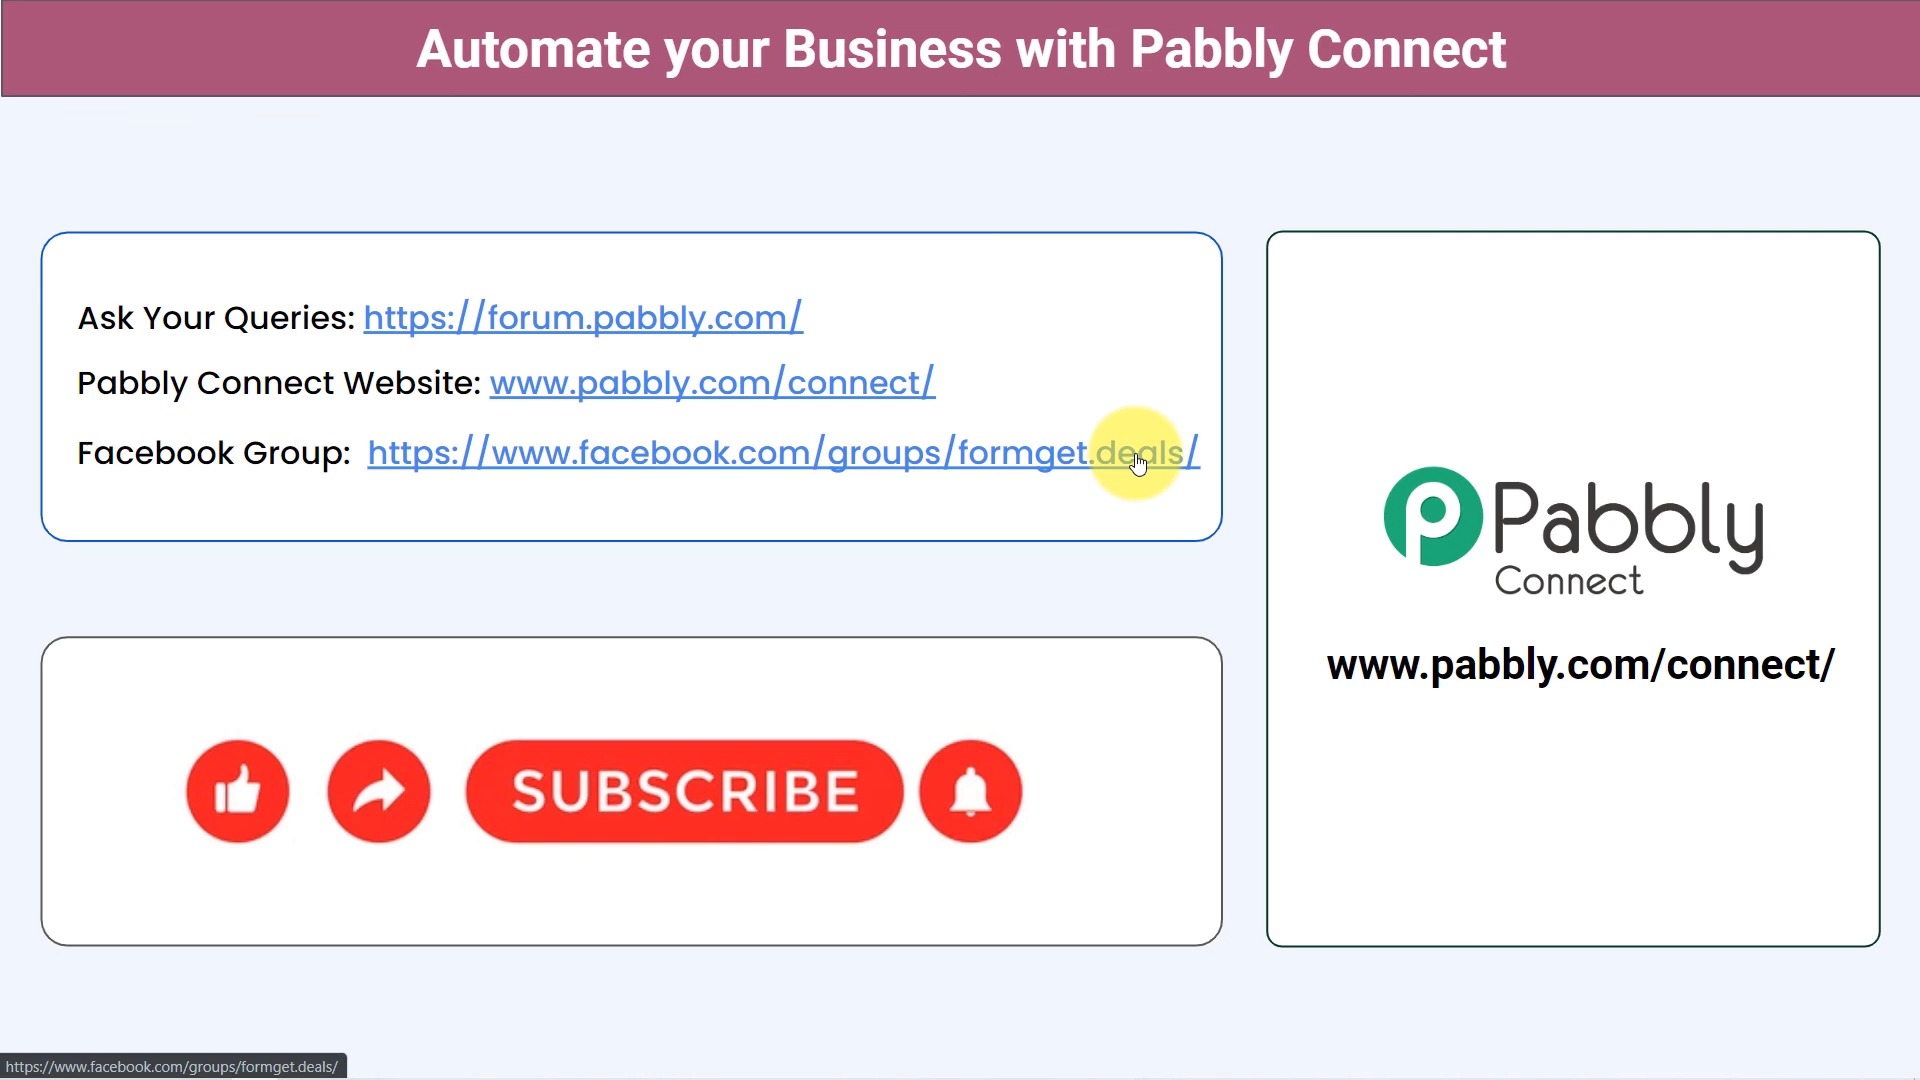 Automate your Business with Pabbly Connect
Ask Your Queries: https://forum.pabbly.com/
Pabbly Connect Website: www.pabbly.com/connect/
Facebook Group: https://www.facebook.com/groups/formget.deals/
Pabbly
Connect
www.pabbly.com/connect/
SUBSCRIBE
https://www.facebook.com/groups/formget.deals/